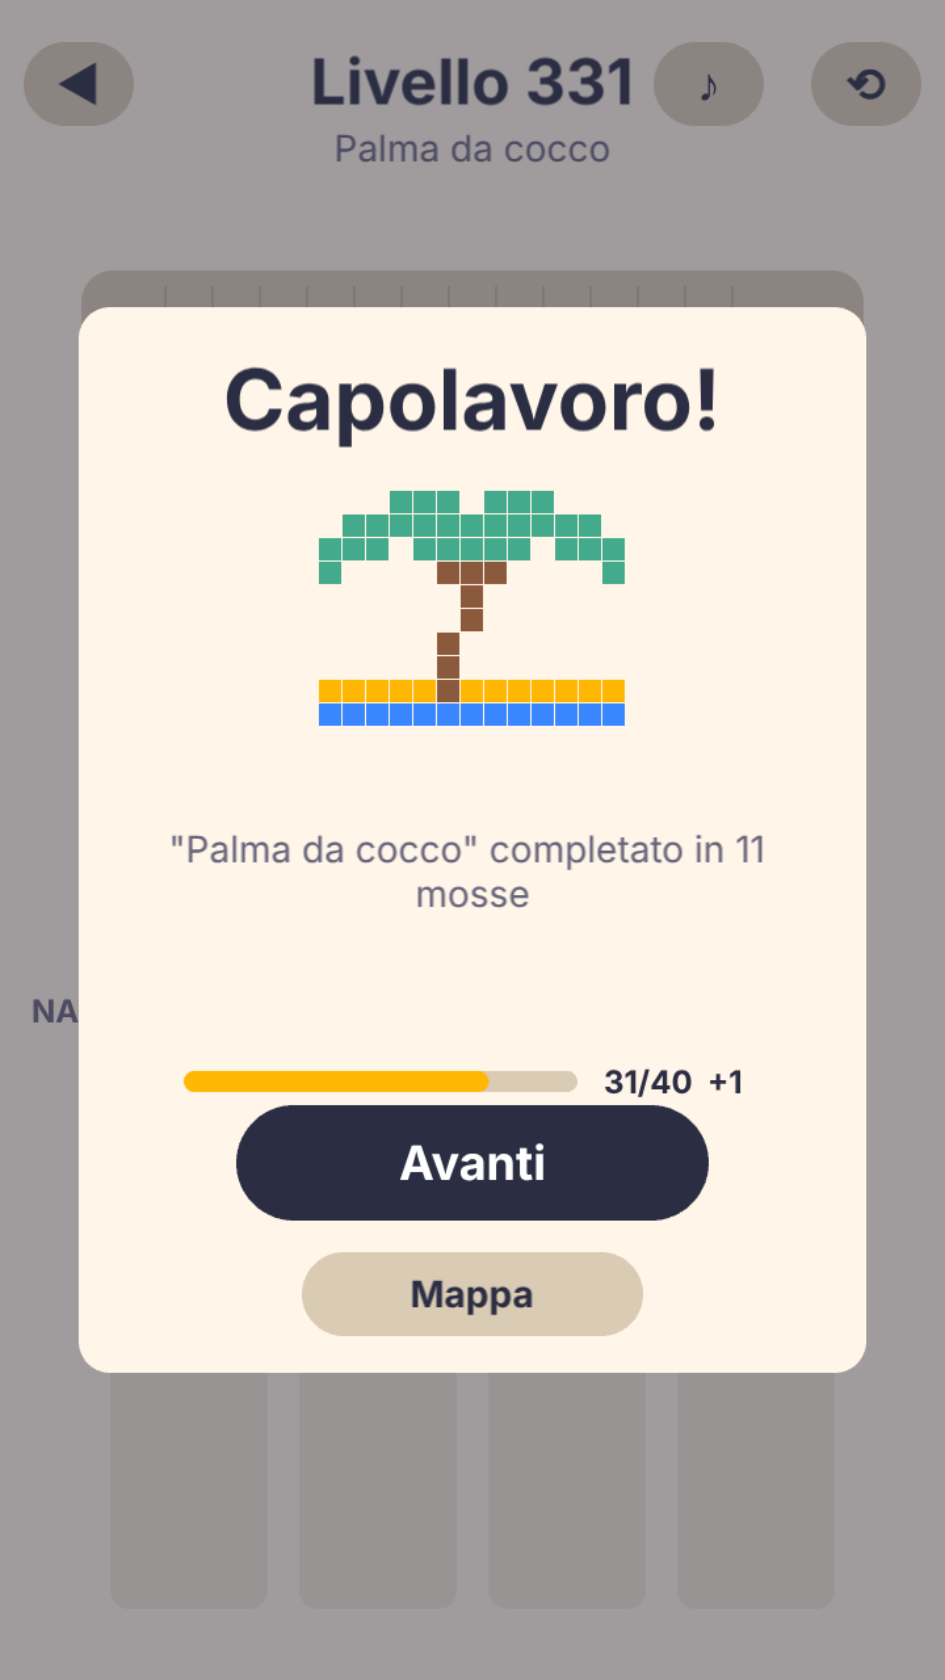 Livello 331
Palma da cocco
Capolavoro!
"Palma da cocco" completato in 11
mosse
NA
31/40 +1
Avanti
Mappa